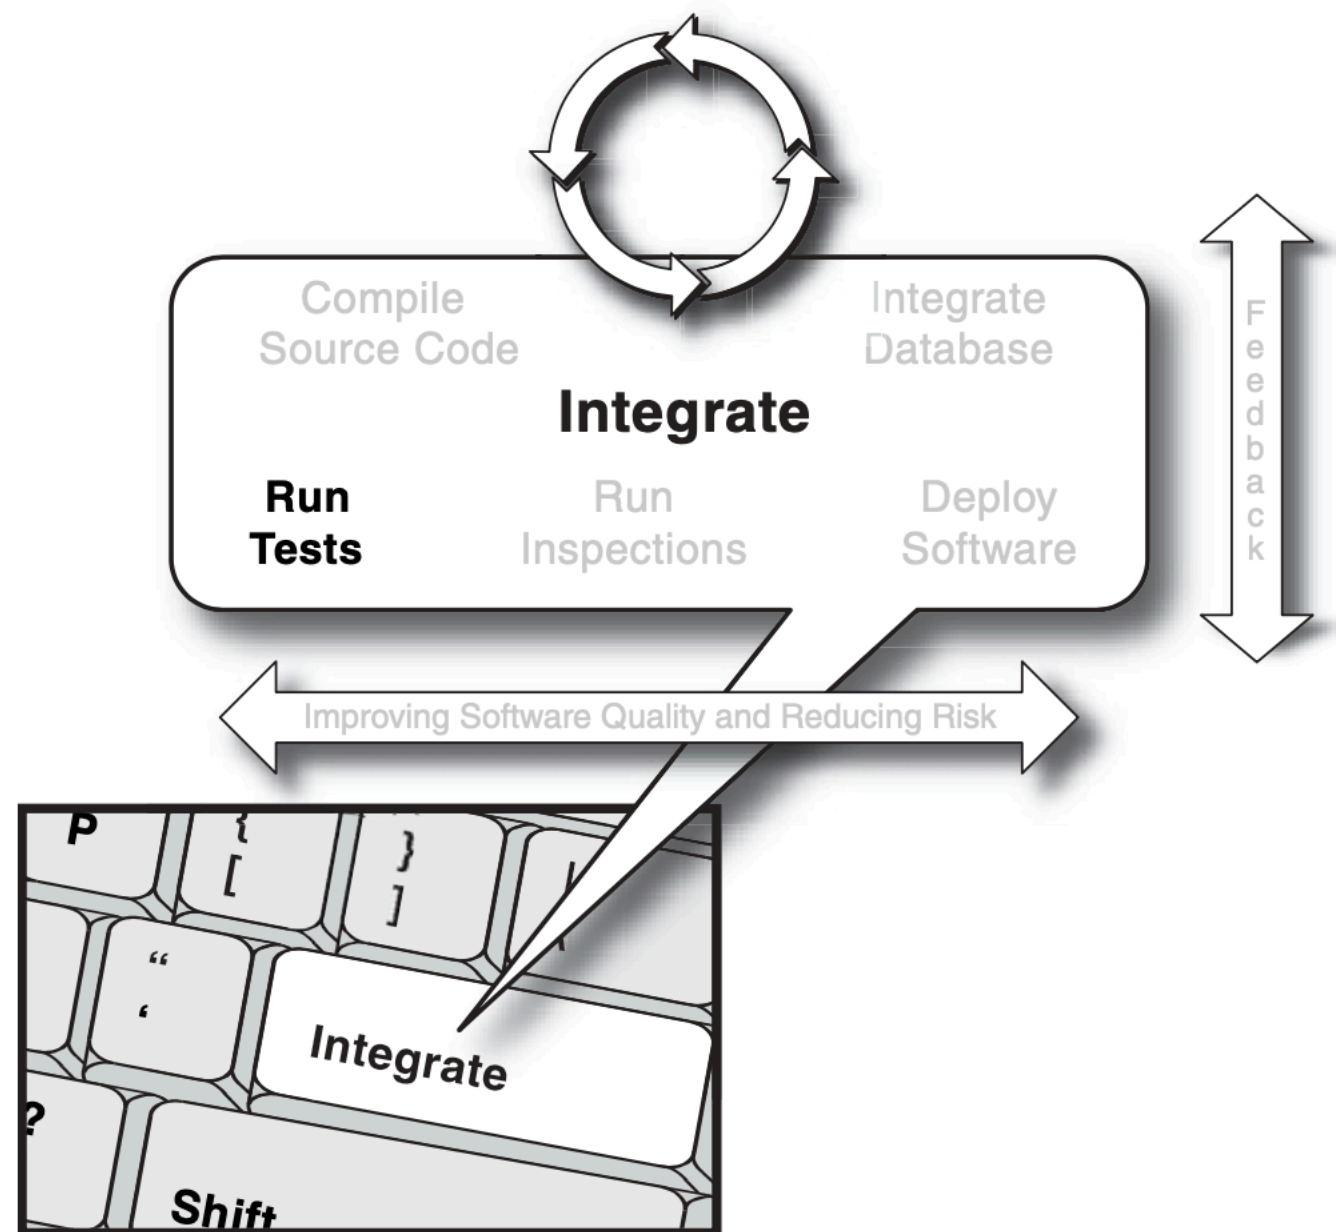 Compile
Source Code
Integrate
Database
Integrate
Run
Tests
Run
Inspections
Deploy
Software
Feedback
Improving Software Quality and Reducing Risk
P
{
[
}
]
“
‘
Integrate
?
Shift